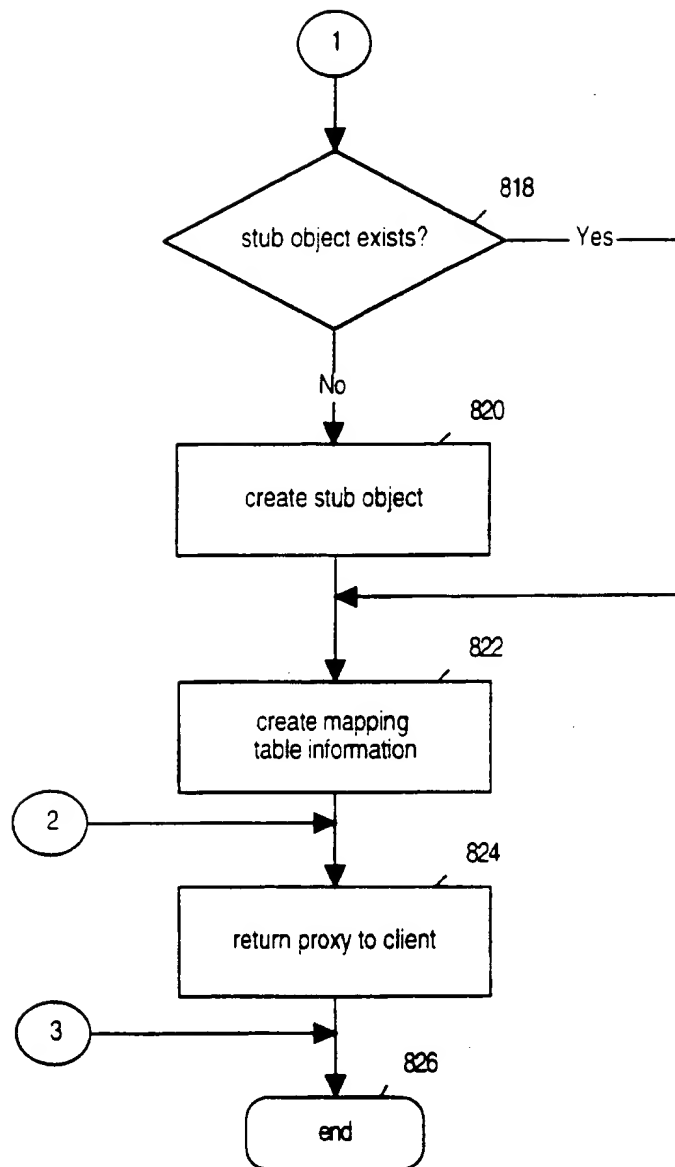 1
818
stub object exists?
Yes
No
820
create stub object
822
create mapping
table information
2
824
return proxy to client
3
826
end